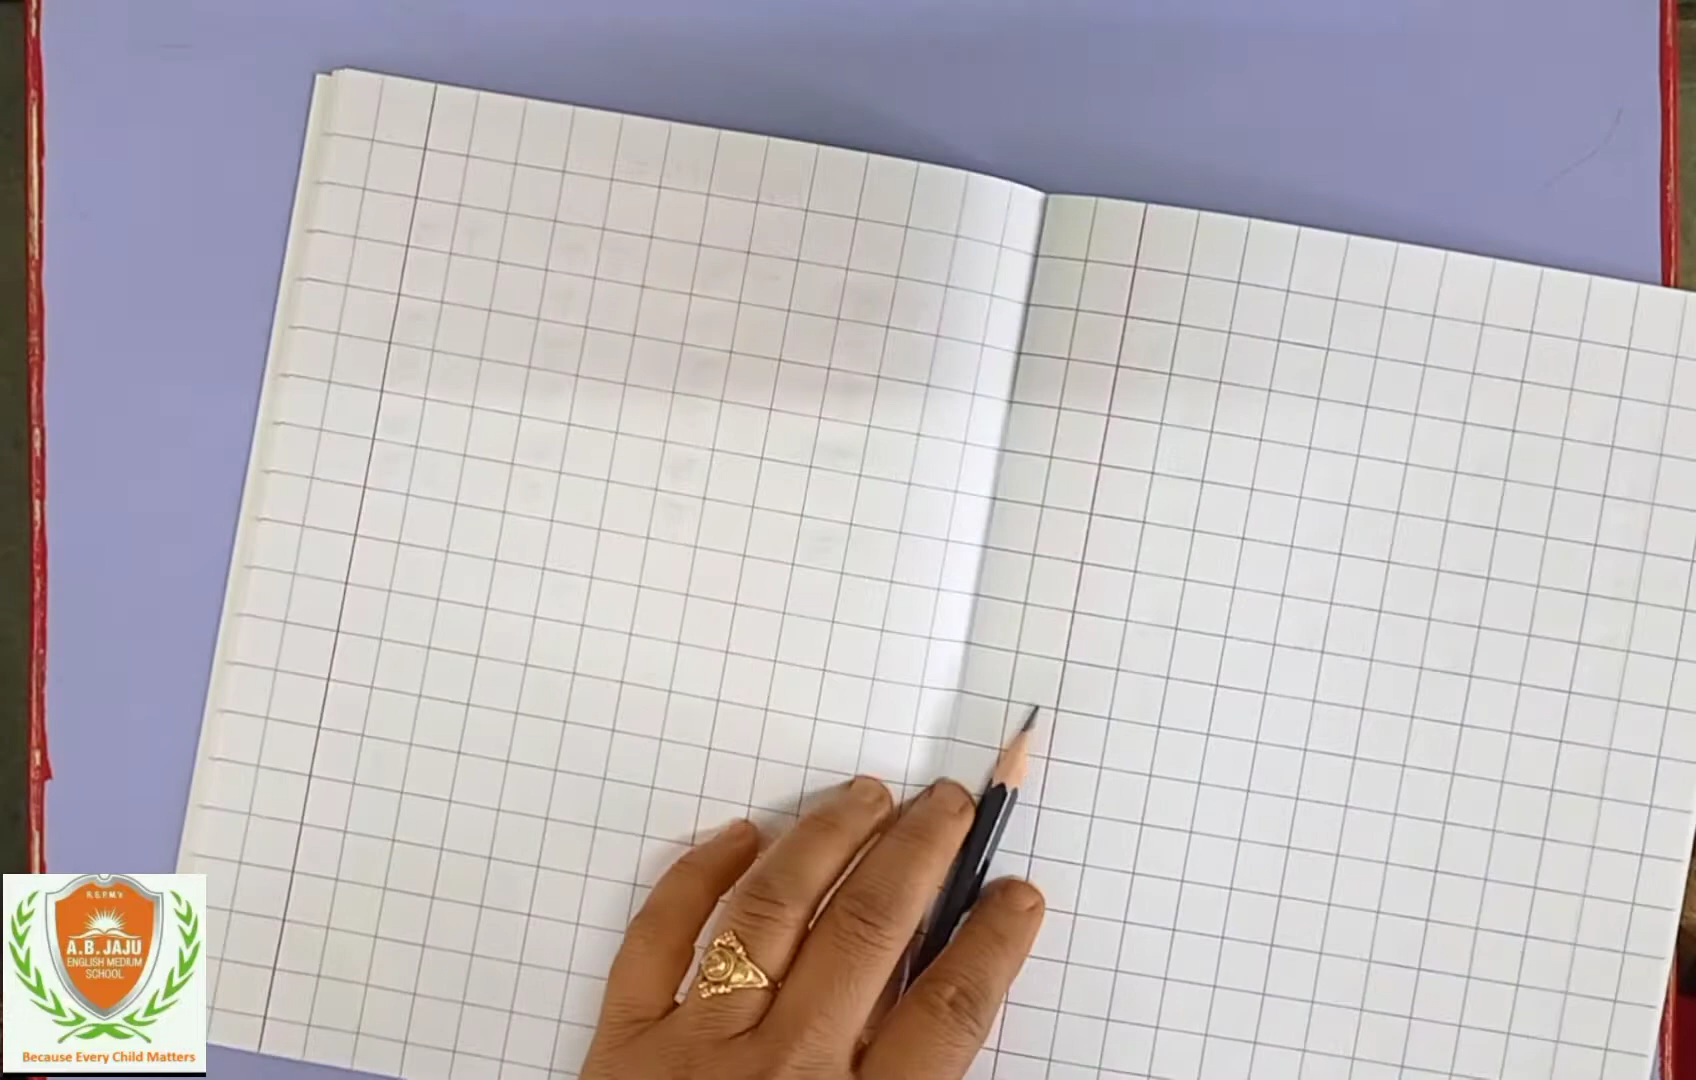 R.S.P.M's
A.B. JAJU
ENGLISH MEDIUM
SCHOOL
Because Every Child Matters